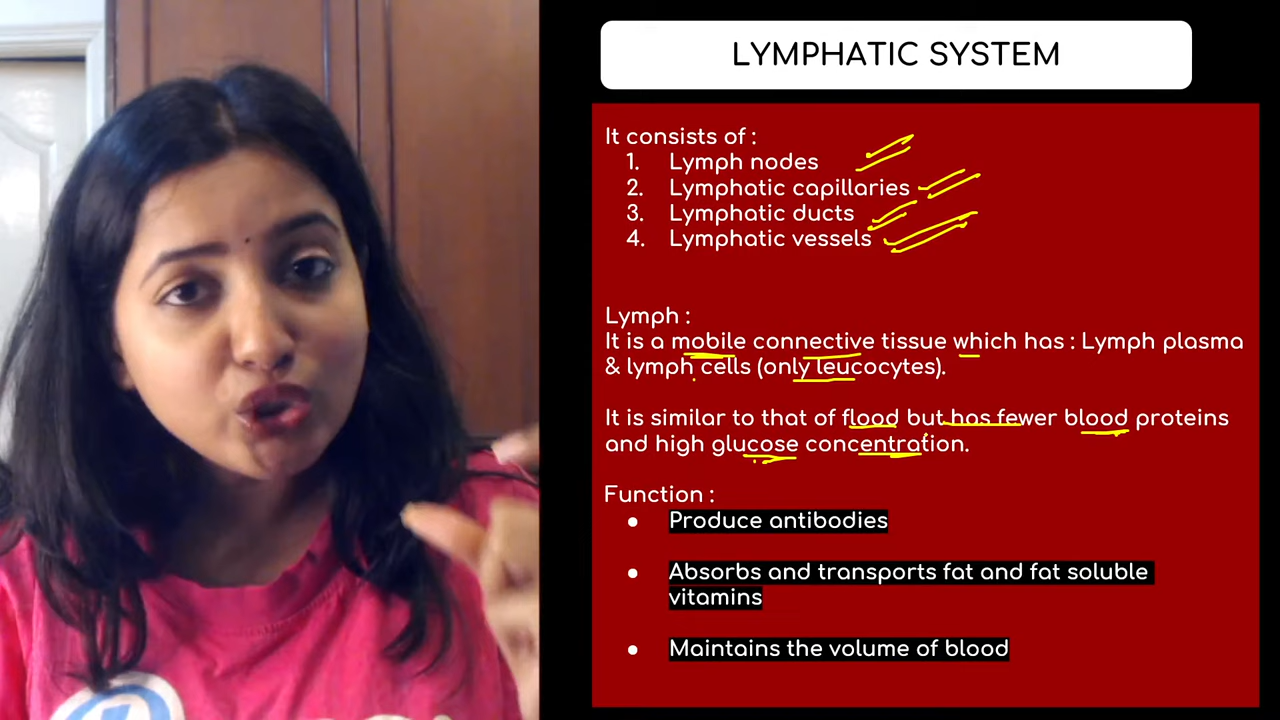 LYMPHATIC SYSTEM
It consists of :
1. Lymph nodes
2. Lymphatic capillaries
3. Lymphatic ducts
4. Lymphatic vessels
Lymph :
It is a mobile connective tissue which has : Lymph plasma
& lymph cells (only leucocytes).
It is similar to that of flood but has fewer blood proteins
and high glucose concentration.
Function :
● Produce antibodies
● Absorbs and transports fat and fat soluble
vitamins
● Maintains the volume of blood